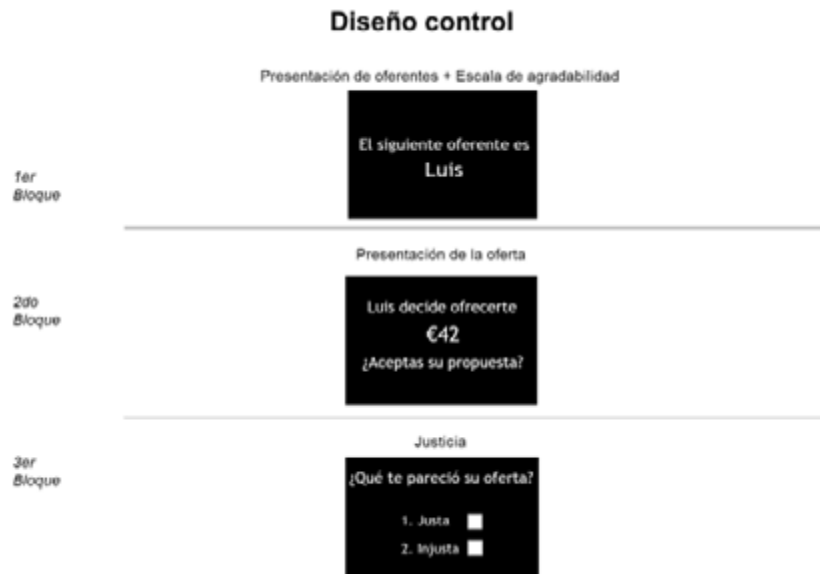 Diseño control
Presentación de oferentes + Escala de agradabilidad
El siguiente oferente es
Luis
1er
Bloque
Presentación de la oferta
2do
Bloque
Luis decide ofrecerte
€42
¿Aceptas su propuesta?
Justicia
3er
Bloque
¿Qué te pareció su oferta?
1. Justa
2. Injusta